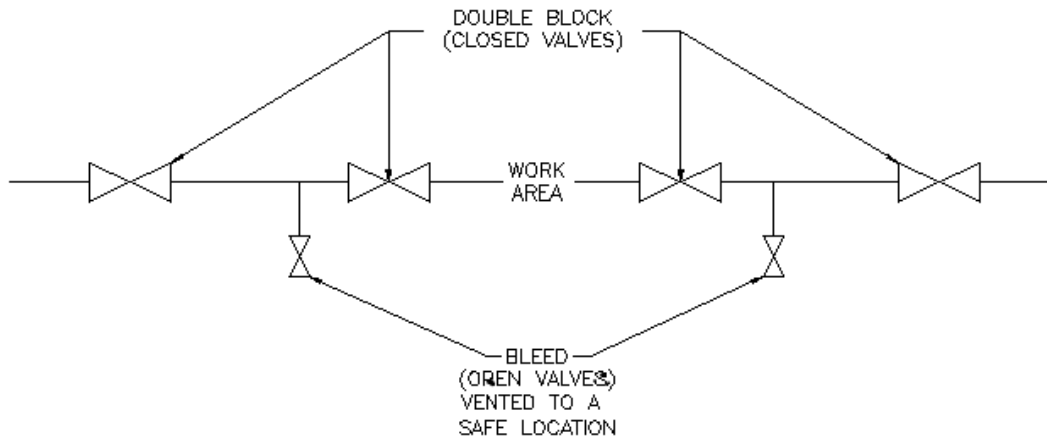 DOUBLE BLOCK
(CLOSED VALVES)
WORK
AREA
BLEED
(OPEN VALVES)
VENTED TO A
SAFE LOCATION